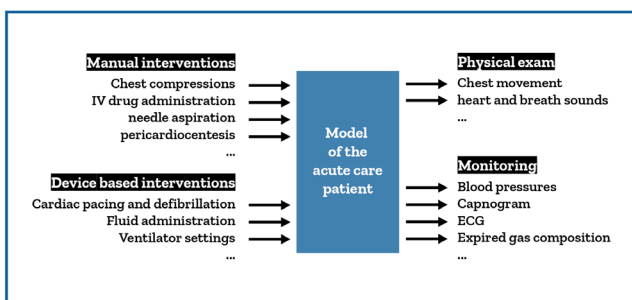 Manual interventions
Chest compressions
IV drug administration
needle aspiration
pericardocentesis
...
Device based interventions
Cardiac pacing and defibrillation
Fluid administration
Ventilator settings
...
Model
of the
acute care
patient
Physical exam
Chest movement
heart and breath sounds
...
Monitoring
Blood pressures
Capnogram
ECG
Expired gas composition
...